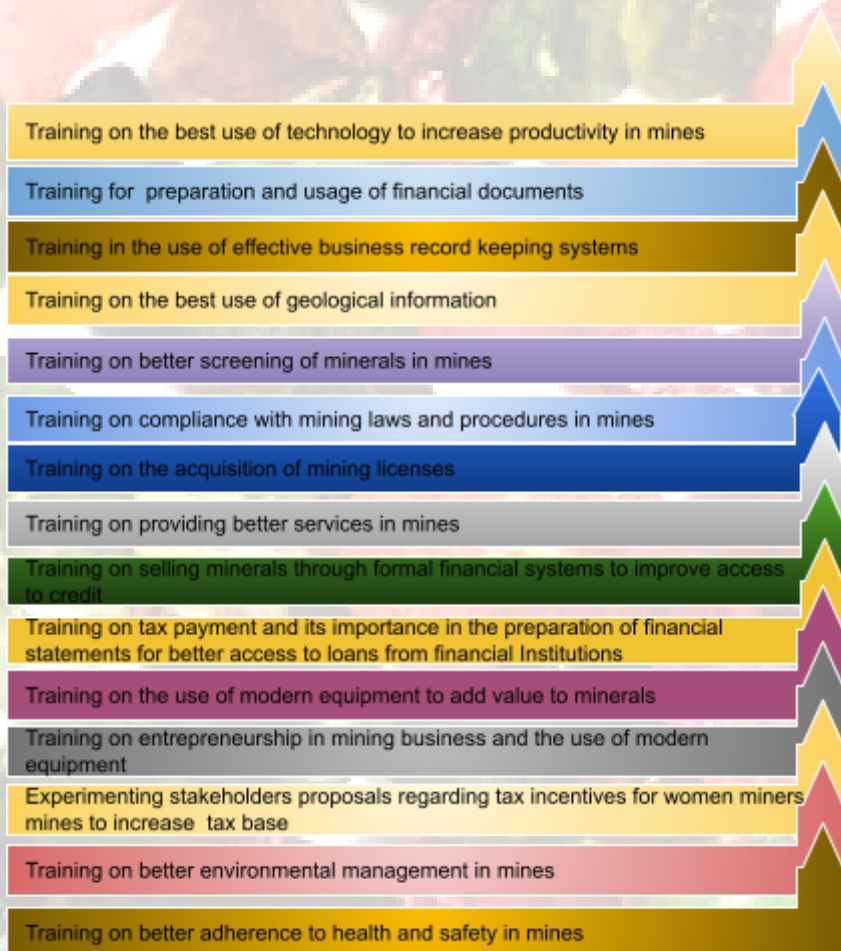 Training on the best use of technology to increase productivity in mines
Training for  preparation and usage of financial documents
Training in the use of effective business record keeping systems
Training on the best use of geological information
Training on better screening of minerals in mines
Training on compliance with mining laws and procedures in mines
Training on the acquisition of mining licenses
Training on providing better services in mines
Training on selling minerals through formal financial systems to improve access
to credit
Training on tax payment and its importance in the preparation of financial
statements for better access to loans from financial Institutions
Training on the use of modern equipment to add value to minerals
Training on entrepreneurship in mining business and the use of modern
equipment
Experimenting stakeholders proposals regarding tax incentives for women miners
mines to increase  tax base
Training on better environmental management in mines
Training on better adherence to health and safety in mines